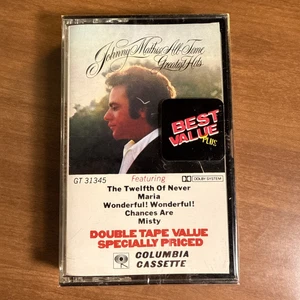 Johnny Mathis' All-Time
Greatest Hits
BEST
VALUE
PLUS
GT 31345
Featuring
DOLBY SYSTEM
The Twelfth Of Never
Maria
Wonderful! Wonderful!
Chances Are
Misty
DOUBLE TAPE VALUE
SPECIALLY PRICED
COLUMBIA
CASSETTE